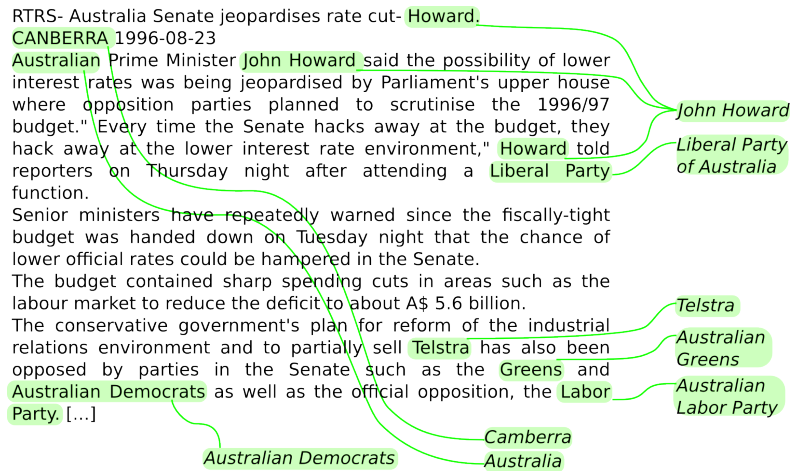 RTRS- Australia Senate jeopardises rate cut- Howard.
CANBERRA 1996-08-23
Australian Prime Minister John Howard said the possibility of lower
interest rates was being jeopardised by Parliament's upper house
where opposition parties planned to scrutinise the 1996/97
budget." Every time the Senate hacks away at the budget, they
hack away at the lower interest rate environment," Howard told
reporters on Thursday night after attending a Liberal Party
function.
Senior ministers have repeatedly warned since the fiscally-tight
budget was handed down on Tuesday night that the chance of
lower official rates could be hampered in the Senate.
The budget contained sharp spending cuts in areas such as the
labour market to reduce the deficit to about A$ 5.6 billion.
The conservative government's plan for reform of the industrial
relations environment and to partially sell Telstra has also been
opposed by parties in the Senate such as the Greens and
Australian Democrats as well as the official opposition, the Labor
Party. [...]
John Howard
Liberal Party
of Australia
Telstra
Australian
Greens
Australian
Labor Party
Camberra
Australia
Australian Democrats